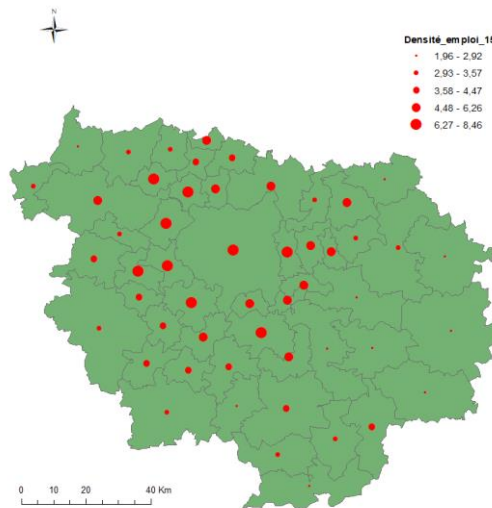 N
Densité_emploi_15
1,96 - 2,92
2,93 - 3,57
3,58 - 4,47
4,48 - 6,26
6,27 - 8,46
0 10 20 40 Km